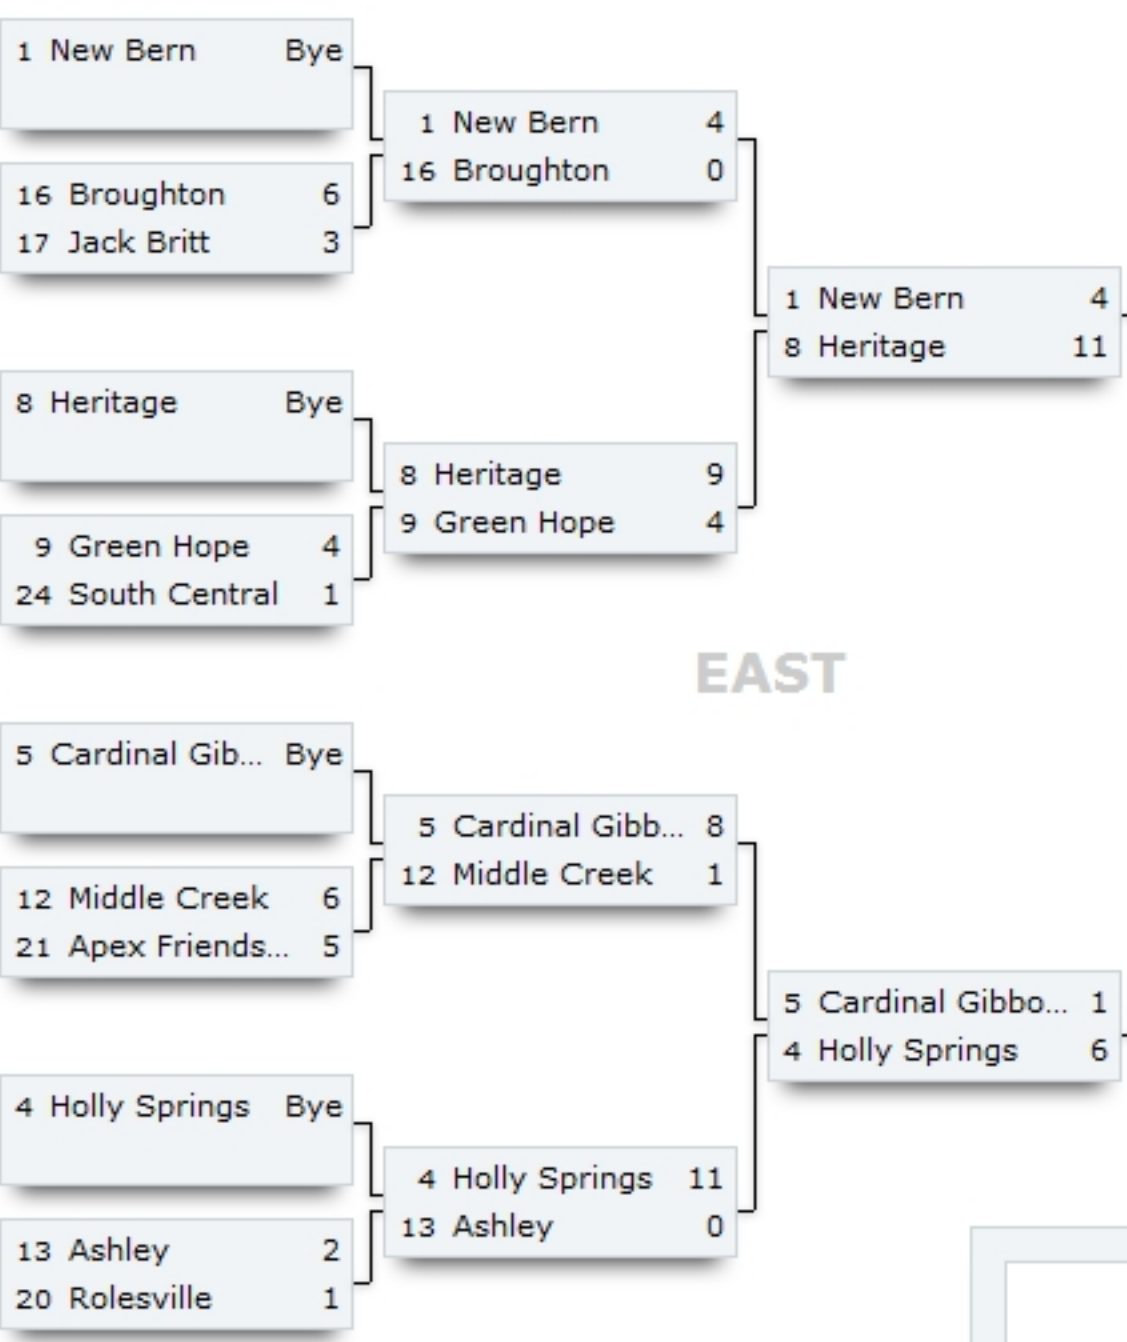 1 New Bern Bye
16 Broughton 6
17 Jack Britt 3
8 Heritage Bye
9 Green Hope 4
24 South Central 1
5 Cardinal Gib... Bye
12 Middle Creek 6
21 Apex Friends... 5
4 Holly Springs Bye
13 Ashley 2
20 Rolesville 1
1 New Bern 4
16 Broughton 0
8 Heritage 9
9 Green Hope 4
5 Cardinal Gibb... 8
12 Middle Creek 1
4 Holly Springs 11
13 Ashley 0
1 New Bern 4
8 Heritage 11
EAST
5 Cardinal Gibbo... 1
4 Holly Springs 6